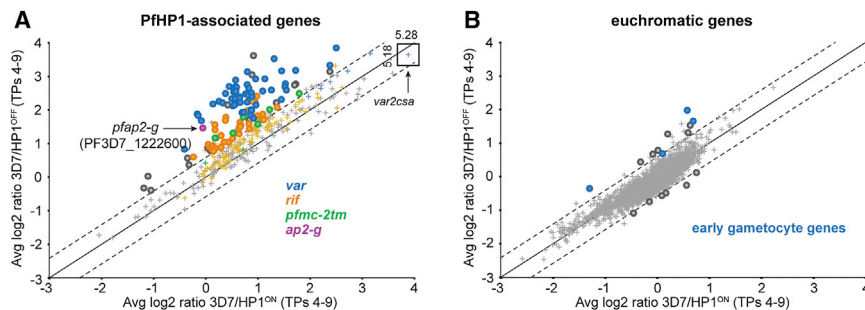 A
PfHP1-associated genes
Avg log2 ratio 3D7/HP1OFF (TPs 4-9)
4
3
2
1
0
-1
-2
-3
5.28
5.18
var2csa
pfap2-g
(PF3D7_1222600)
var
rif
pfmc-2tm
ap2-g
-3 -2 -1 0 1 2 3 4
Avg log2 ratio 3D7/HP1ON (TPs 4-9)
B
euchromatic genes
Avg log2 ratio 3D7/HP1OFF (TPs 4-9)
4
3
2
1
0
-1
-2
-3
early gametocyte genes
-3 -2 -1 0 1 2 3 4
Avg log2 ratio 3D7/HP1ON (TPs 4-9)